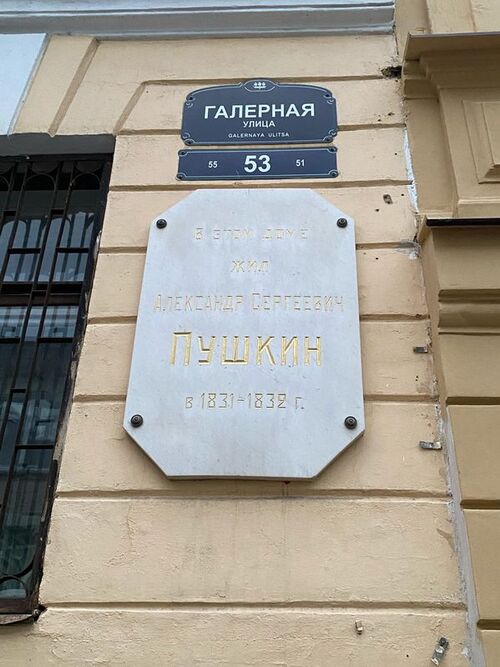 ГАЛЕРНАЯ
УЛИЦА
GALERNAYA ULITSA
55 53 51
В ЭТОМ ДОМЕ
ЖИЛ
АЛЕКСАНДР СЕРГЕЕВИЧ
ПУШКИН
В 1831-1832 Г.